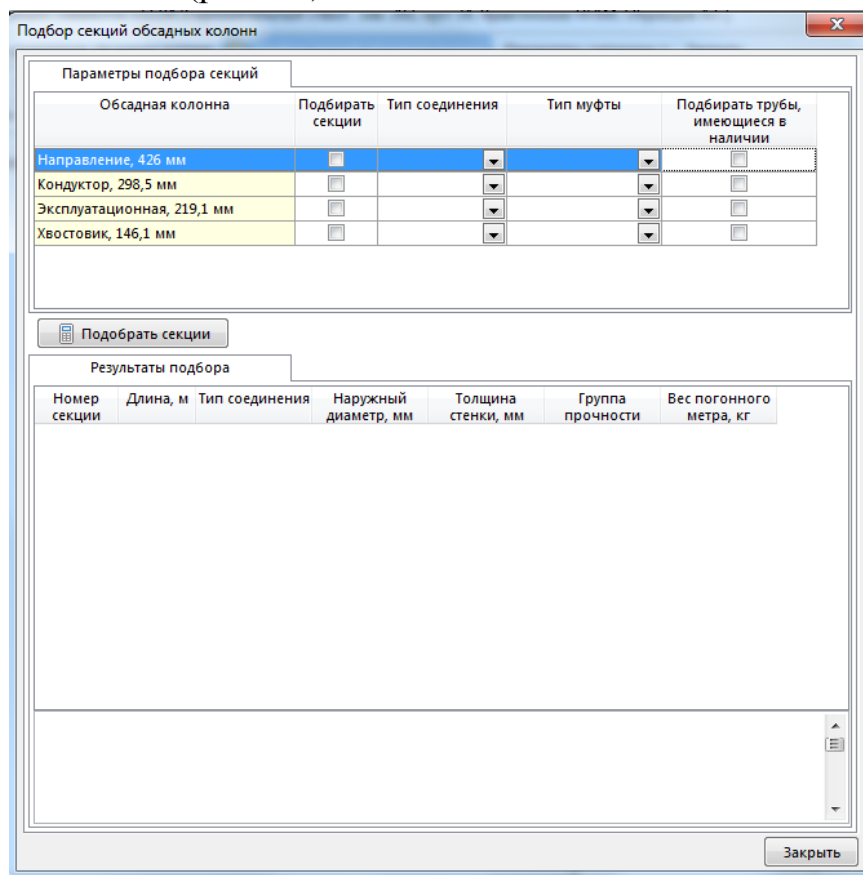 Подбор секций обсадных колонн
Параметры подбора секций
Обсадная колонна Подбирать секции Тип соединения Тип муфты Подбирать трубы, имеющиеся в наличии
Направление, 426 мм
Кондуктор, 298,5 мм
Эксплуатационная, 219,1 мм
Хвостовик, 146,1 мм
Подобрать секции
Результаты подбора
Номер секции Длина, м Тип соединения Наружный диаметр, мм Толщина стенки, мм Группа прочности Вес погонного метра, кг
Закрыть